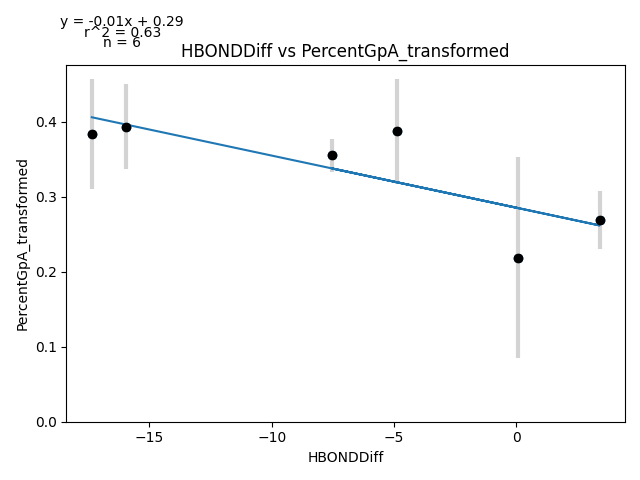 y = -0.01x + 0.29
r^2 = 0.63
n = 6
HBONDDiff vs PercentGpA_transformed
PercentGpA_transformed
0.4
0.3
0.2
0.1
0.0
−15
−10
−5
0
HBONDDiff